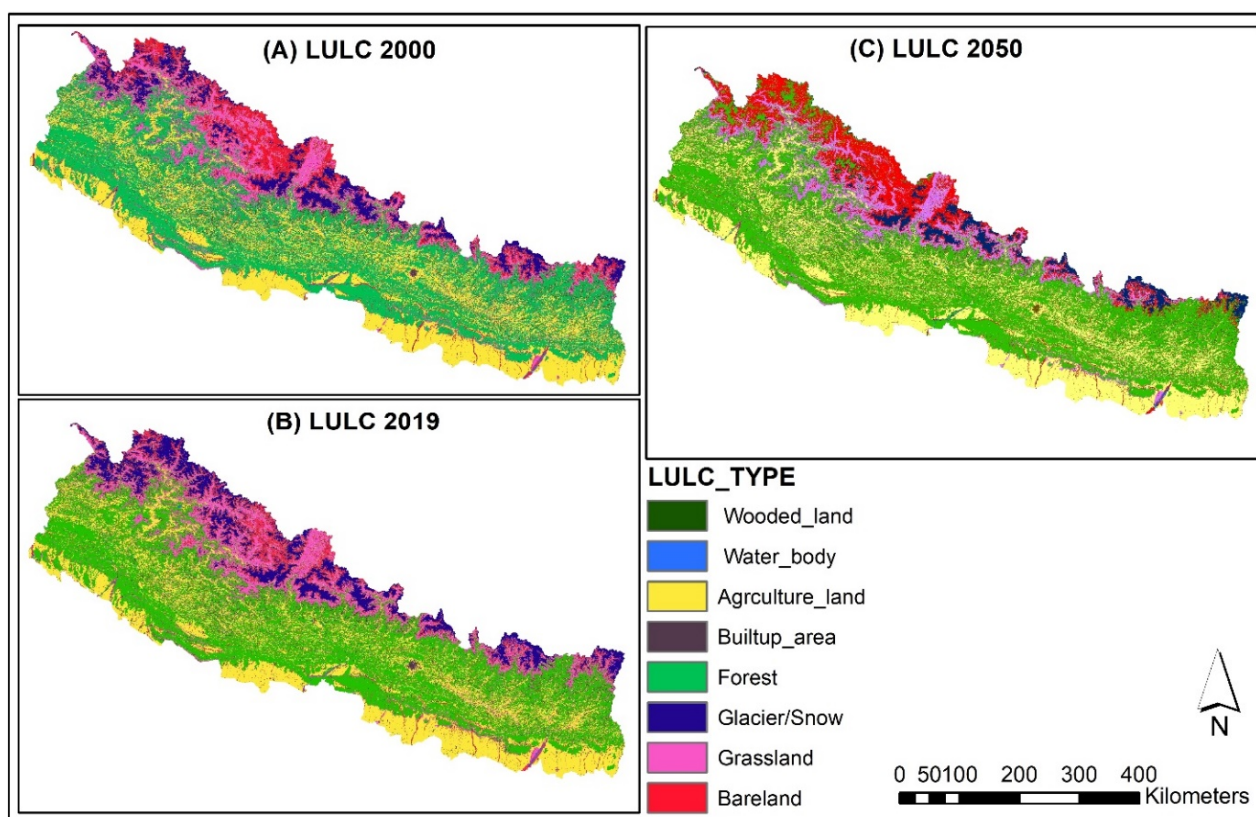 (A) LULC 2000
(C) LULC 2050
(B) LULC 2019
LULC_TYPE
Wooded_land
Water_body
Agrculture_land
Builtup_area
Forest
Glacier/Snow
Grassland
Bareland
N
0 50100 200 300 400
Kilometers